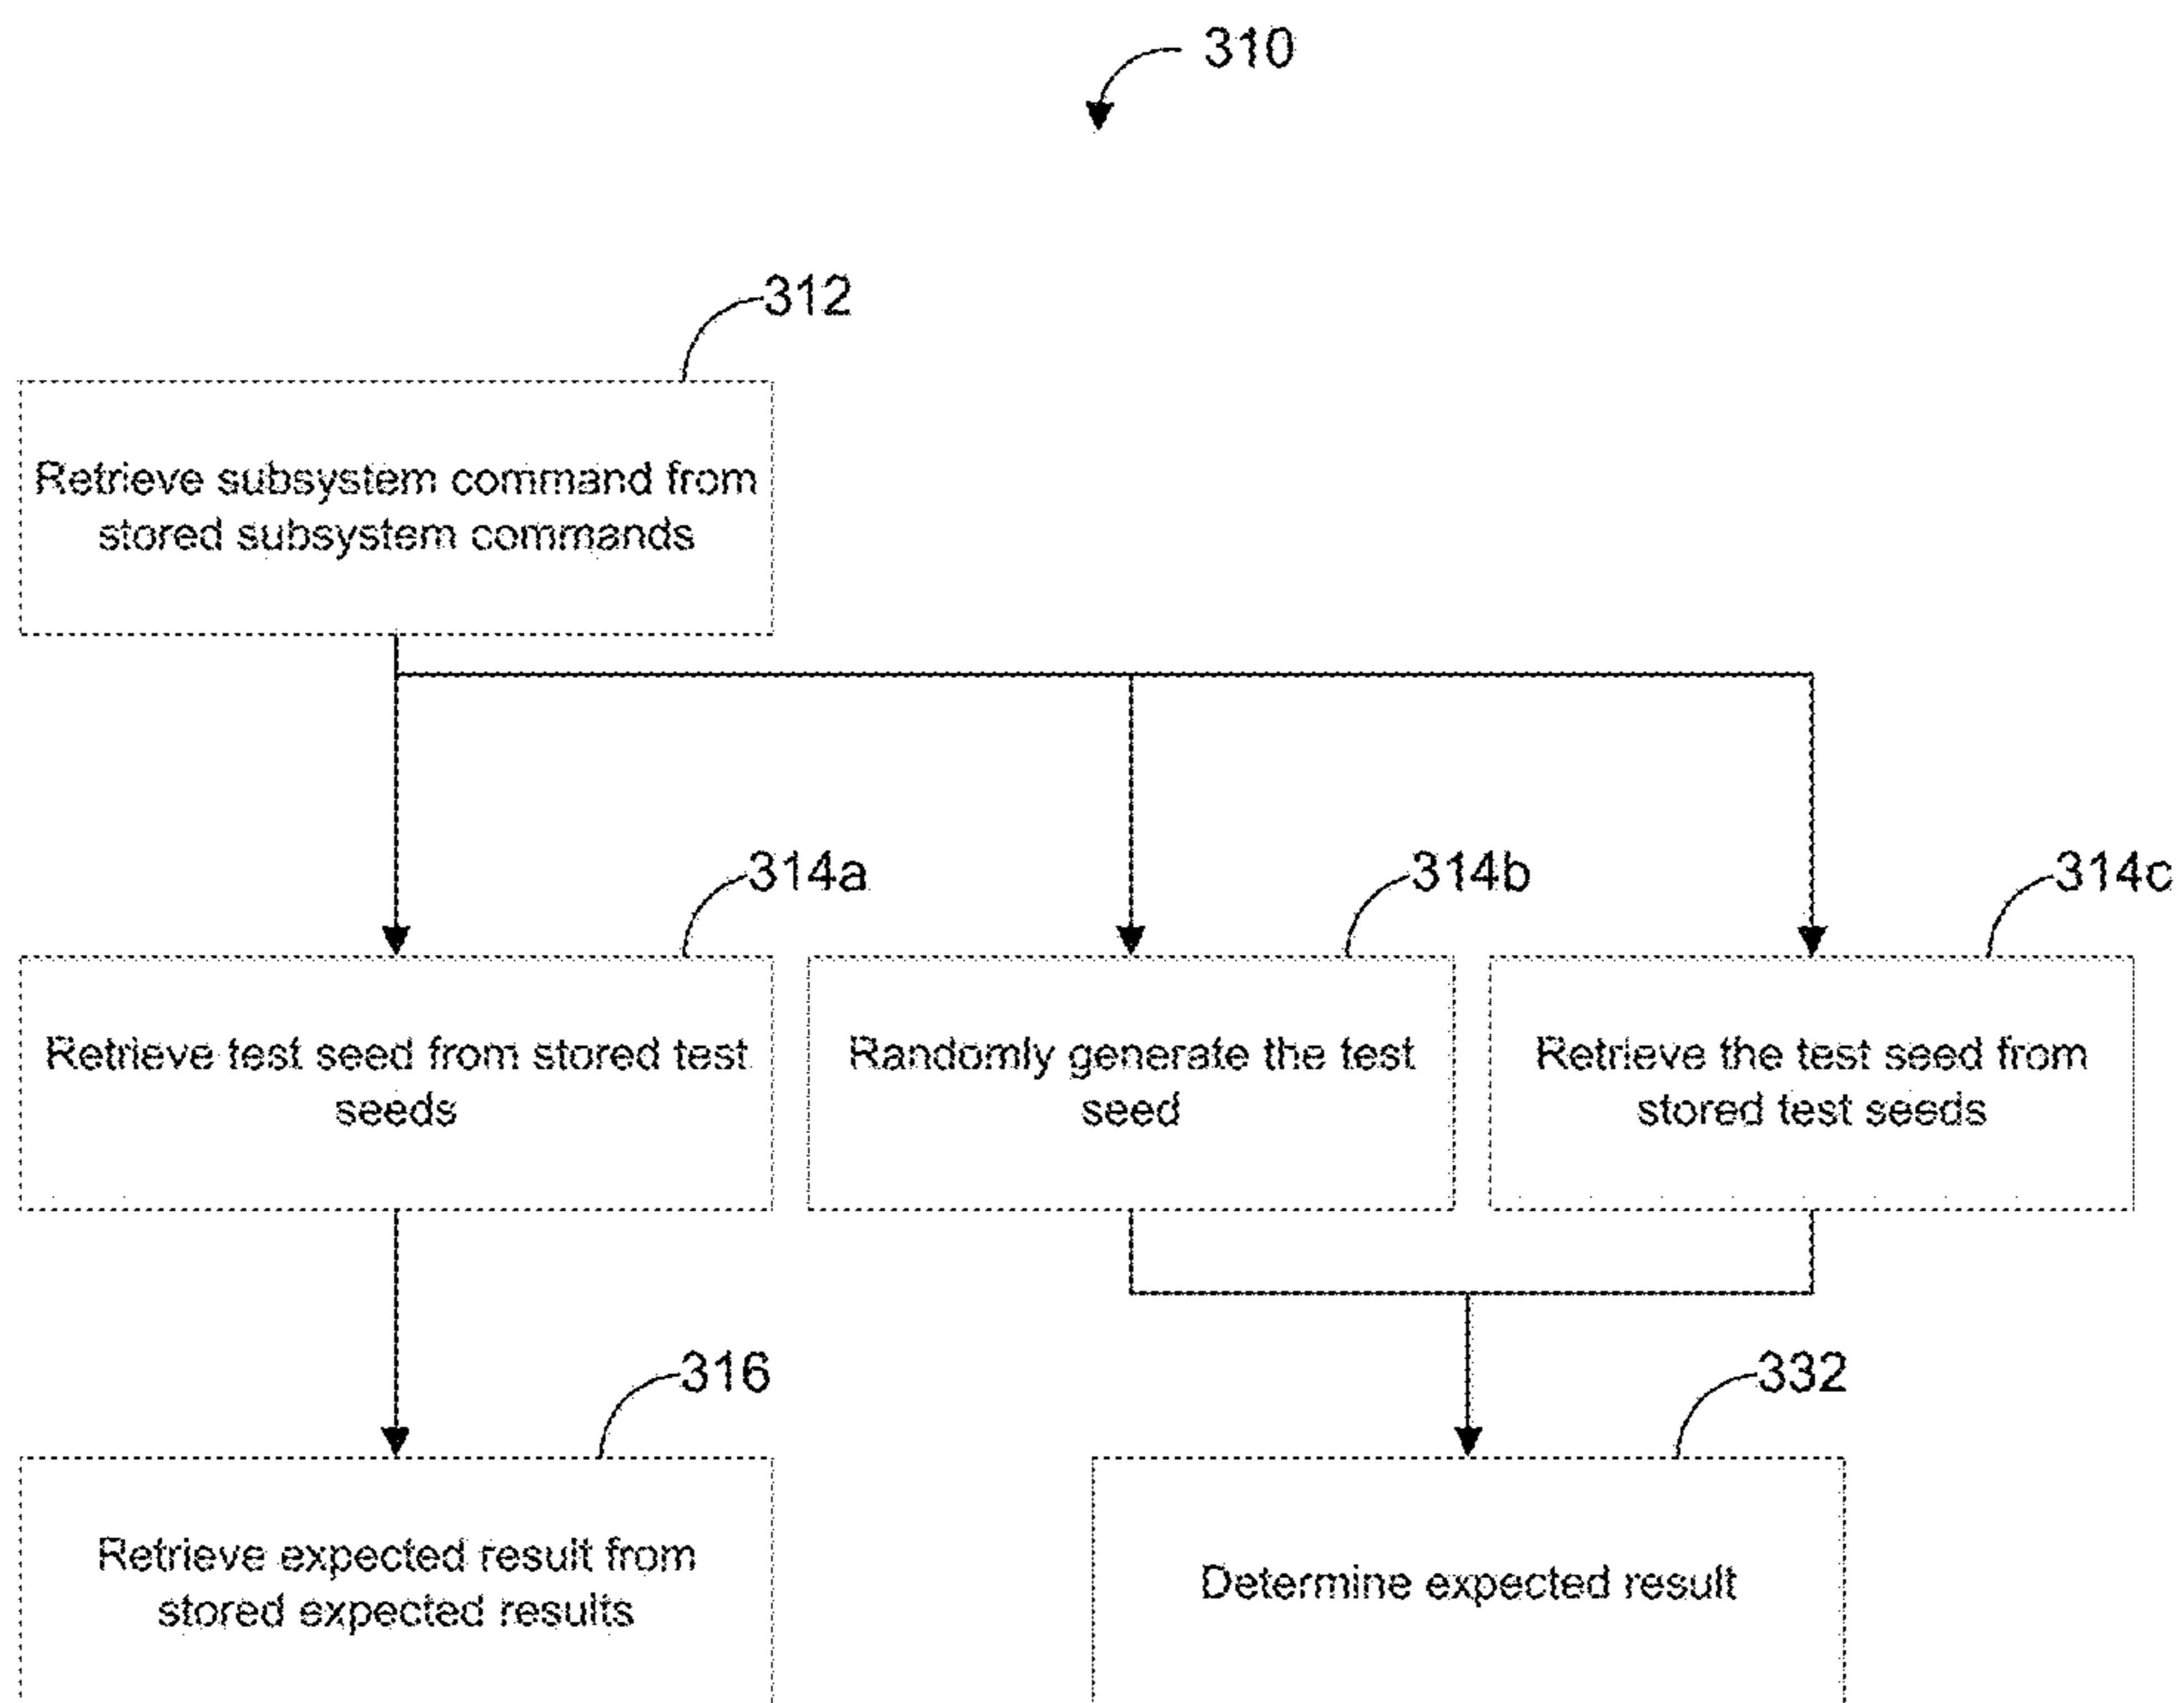 310
312
Retrieve subsystem command from
stored subsystem commands
314a
314b
314c
Retrieve test seed from stored test
seeds
Randomly generate the test
seed
Retrieve the test seed from
stored test seeds
316
332
Retrieve expected result from
stored expected results
Determine expected result